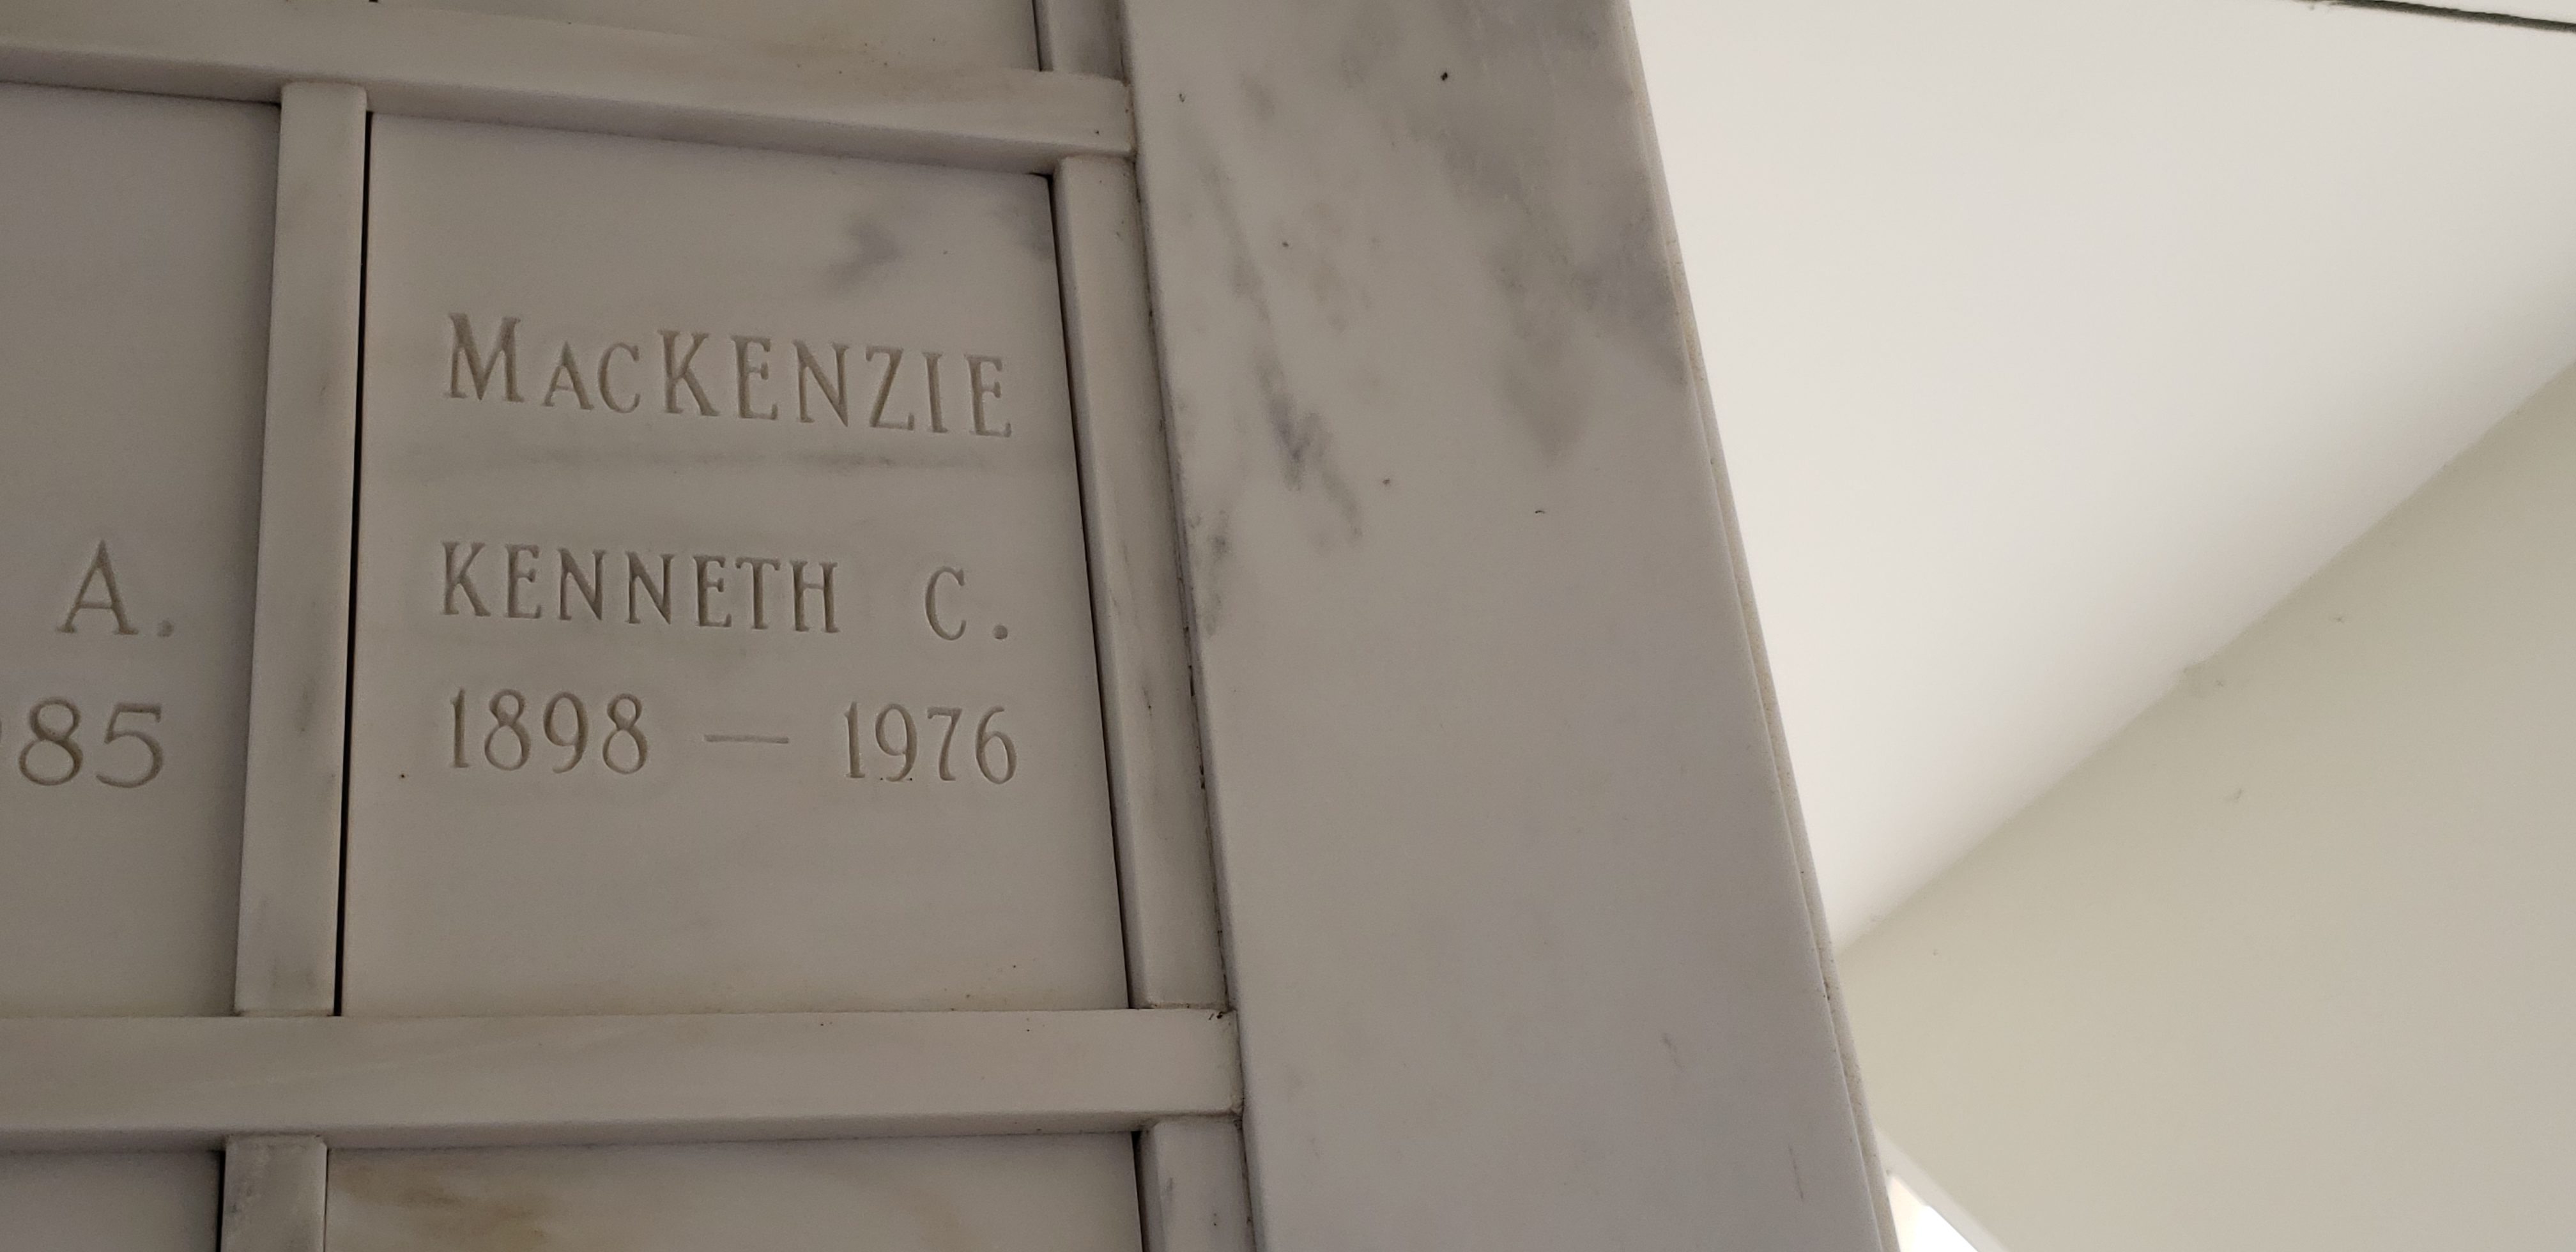 MacKENZIE
KENNETH C.
1898 — 1976
A.
85